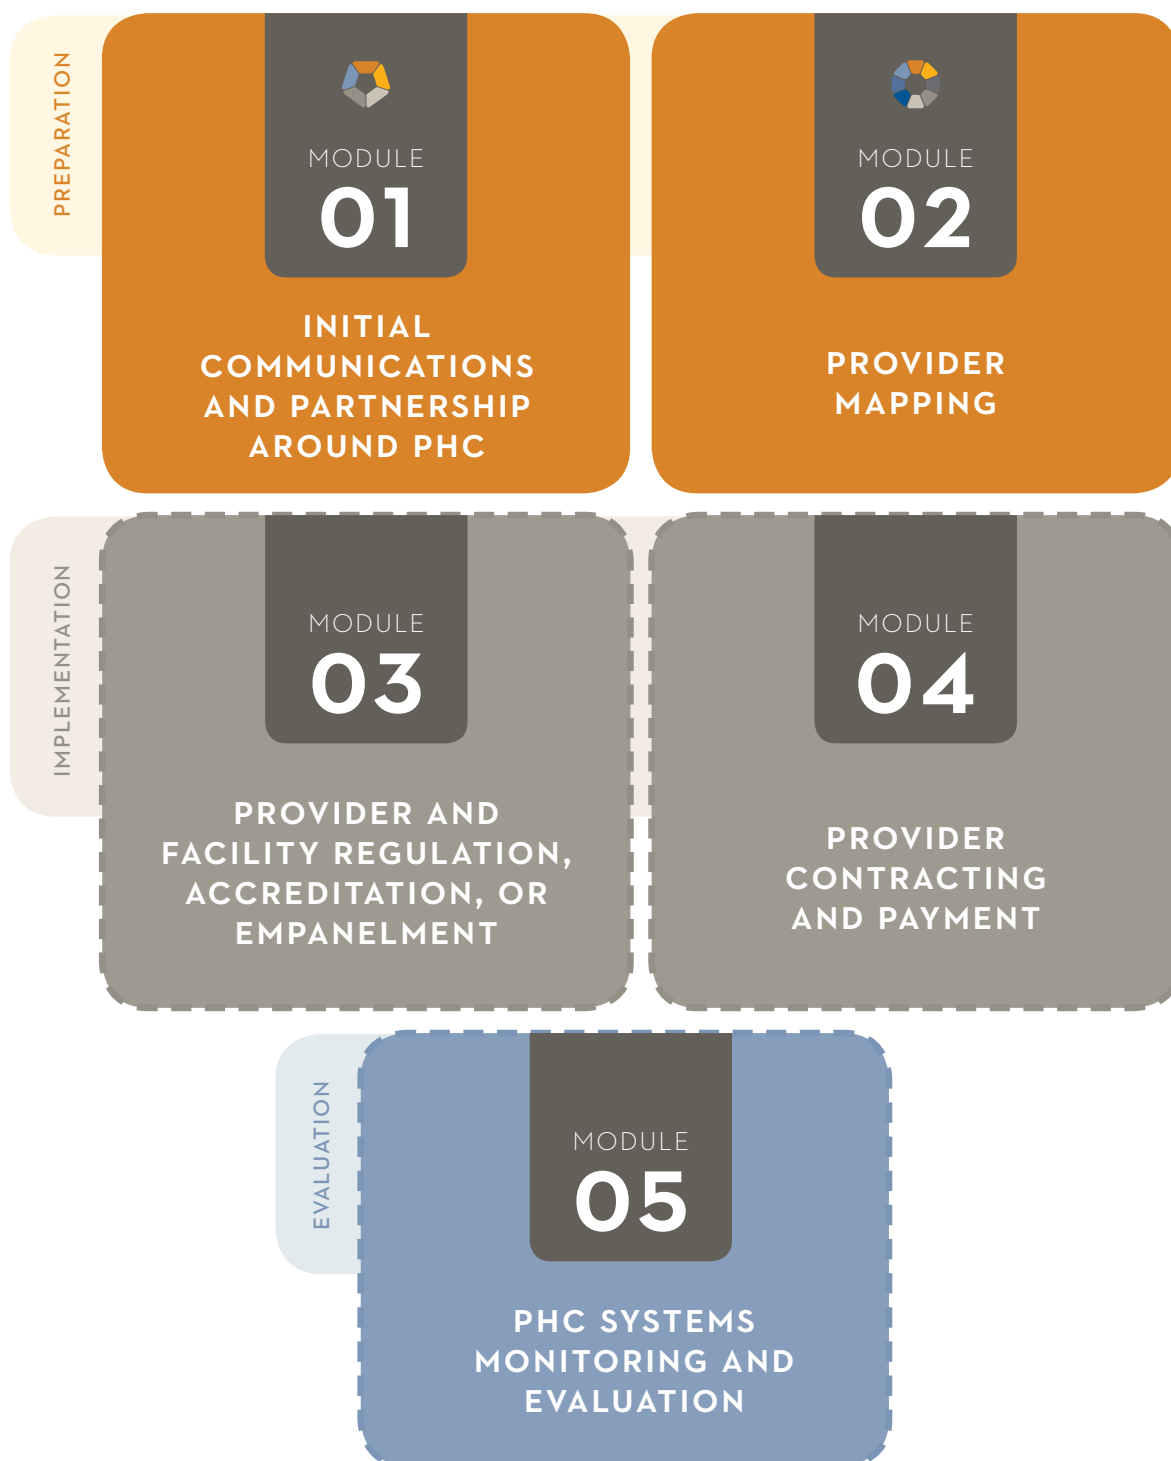 PREPARATION
MODULE
01
INITIAL
COMMUNICATIONS
AND PARTNERSHIP
AROUND PHC
MODULE
02
PROVIDER
MAPPING
IMPLEMENTATION
MODULE
03
PROVIDER AND
FACILITY REGULATION,
ACCREDITATION, OR
EMPANELMENT
MODULE
04
PROVIDER
CONTRACTING
AND PAYMENT
EVALUATION
MODULE
05
PHC SYSTEMS
MONITORING AND
EVALUATION